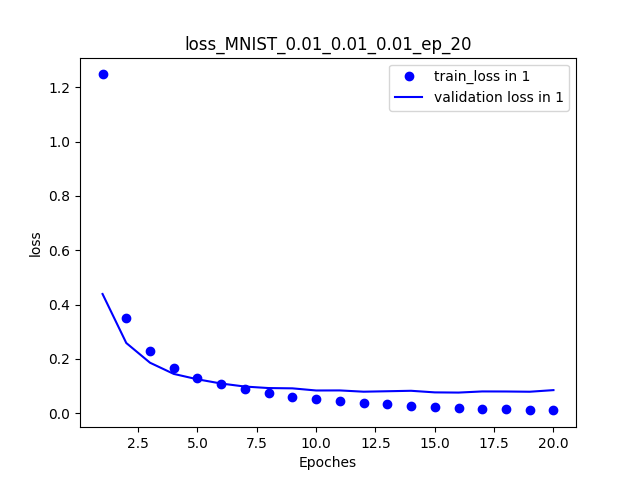 loss_MNIST_0.01_0.01_0.01_ep_20
train_loss in 1
validation loss in 1
loss
1.2
1.0
0.8
0.6
0.4
0.2
0.0
2.5 5.0 7.5 10.0 12.5 15.0 17.5 20.0
Epoches